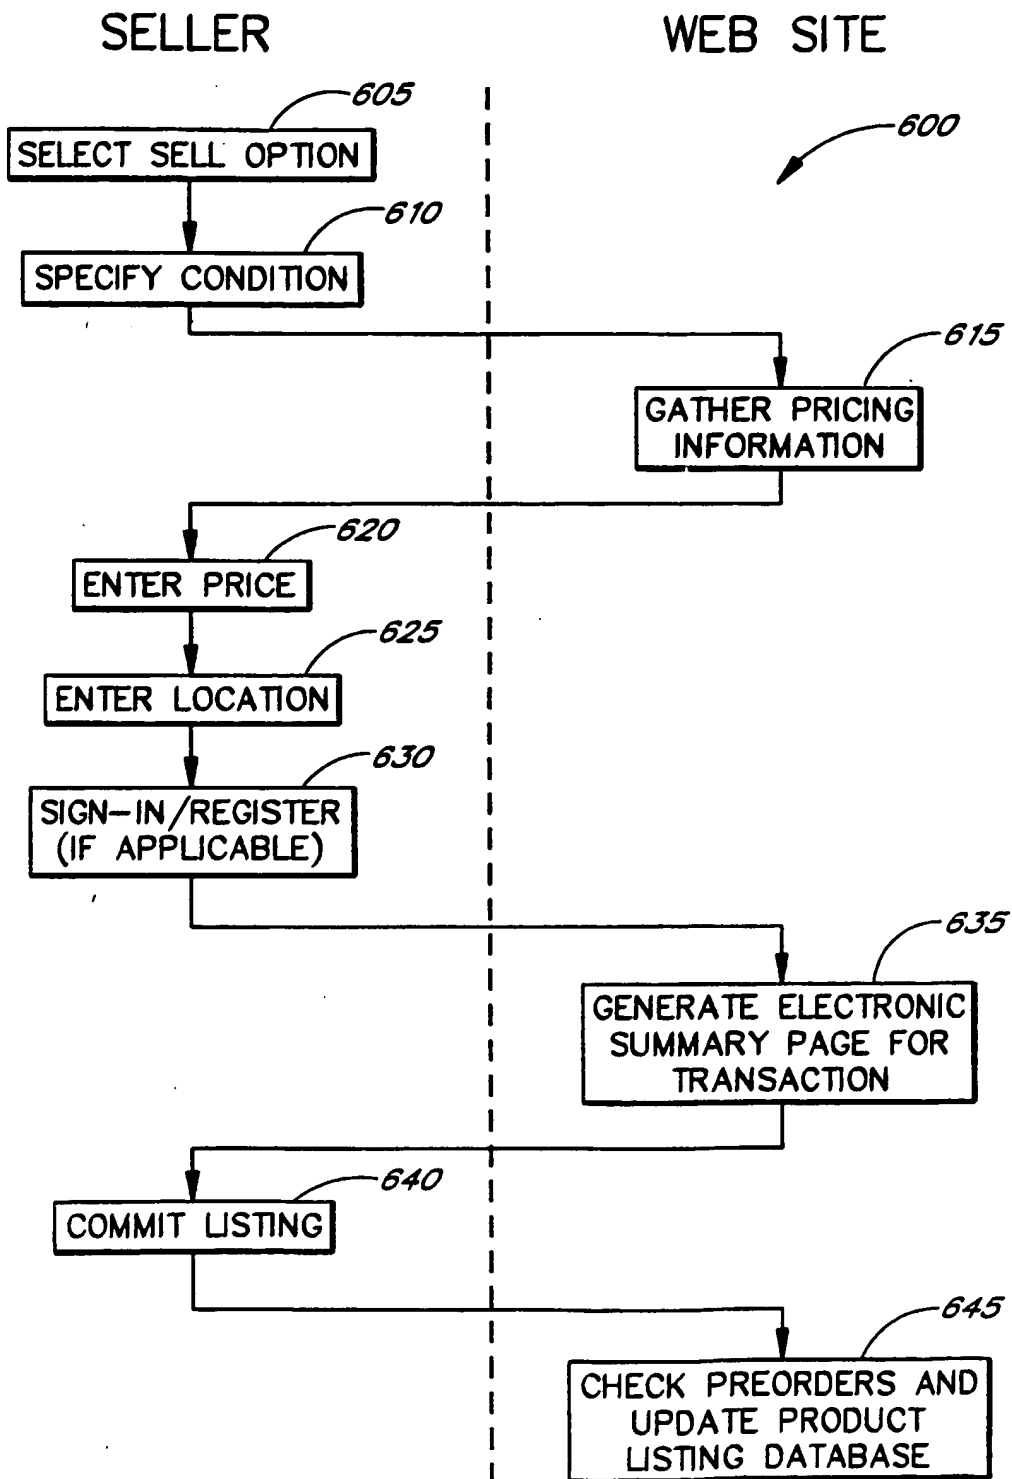 SELLER
WEB SITE
605
600
SELECT SELL OPTION
610
SPECIFY CONDITION
615
GATHER PRICING
INFORMATION
620
ENTER PRICE
625
ENTER LOCATION
630
SIGN-IN/REGISTER
(IF APPLICABLE)
635
GENERATE ELECTRONIC
SUMMARY PAGE FOR
TRANSACTION
640
COMMIT LISTING
645
CHECK PREORDERS AND
UPDATE PRODUCT
LISTING DATABASE